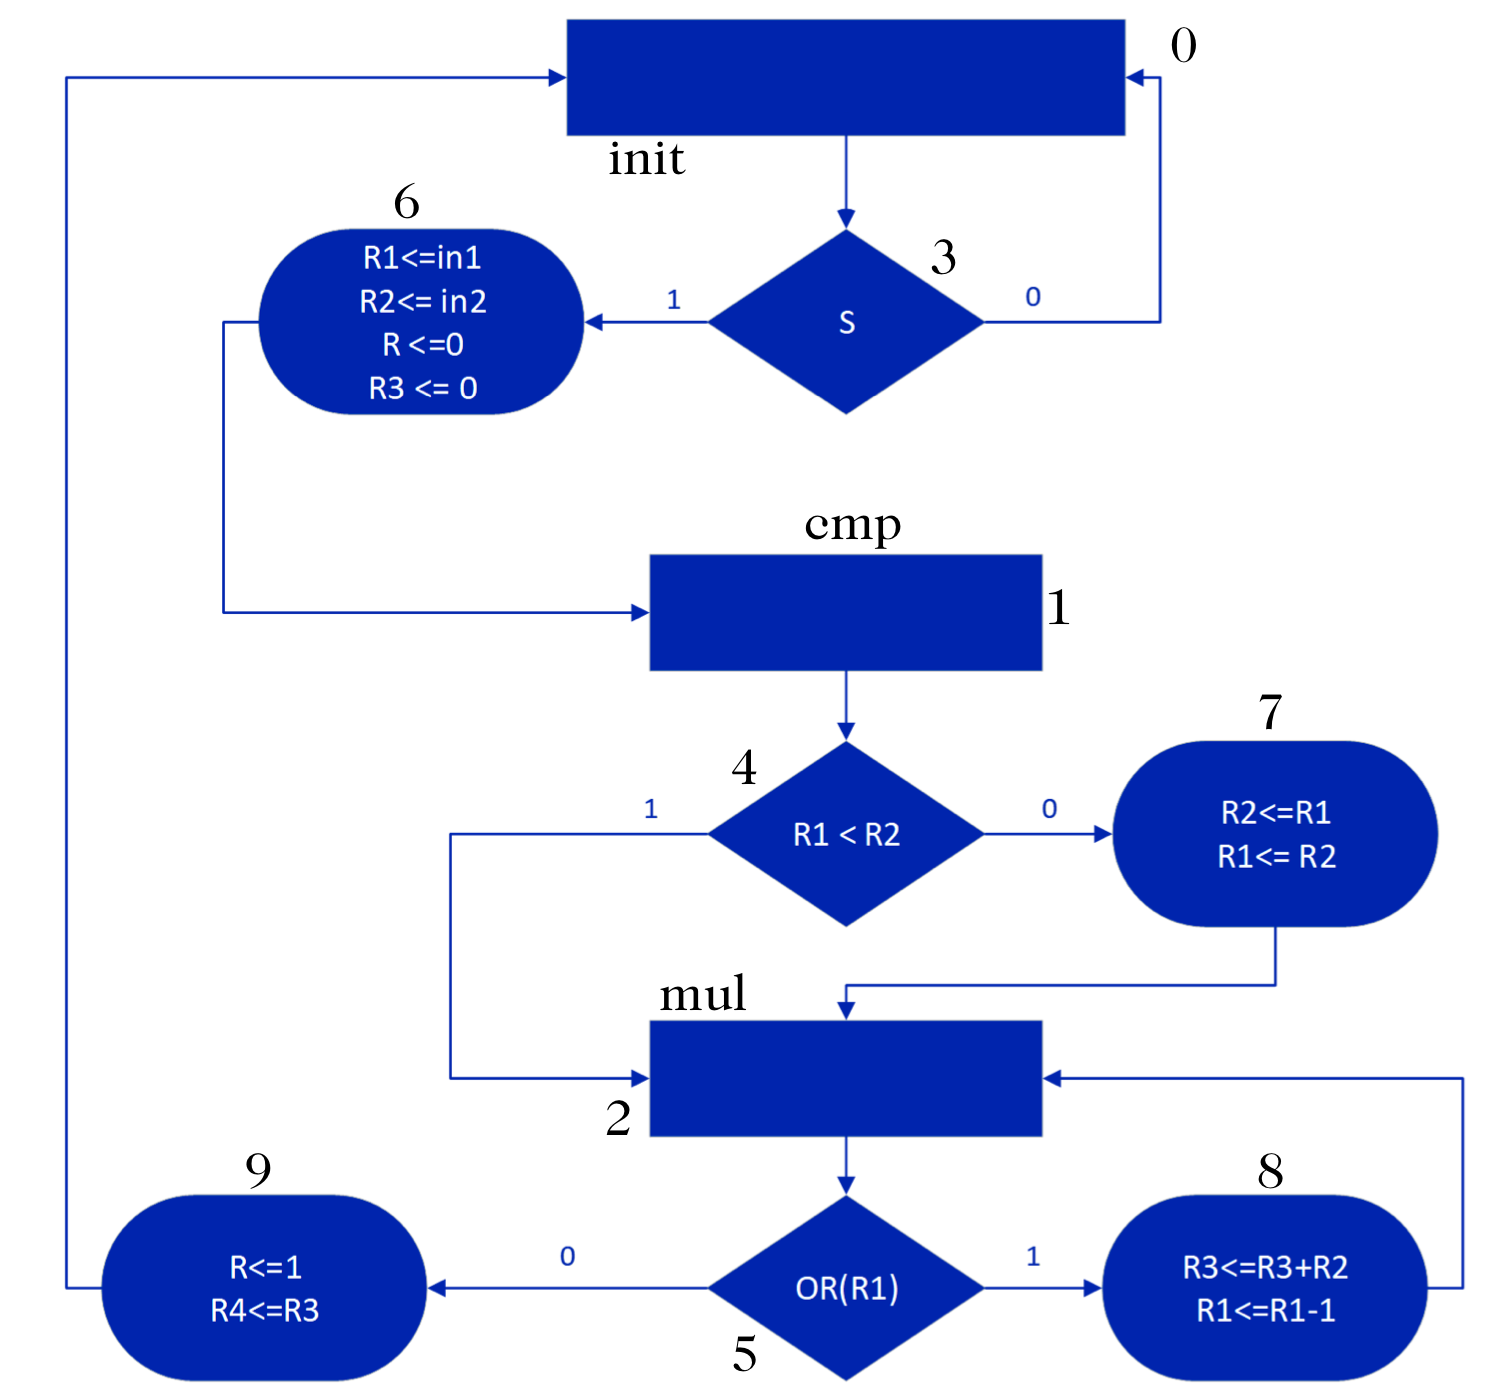 0
init
6
R1<=in1
R2<= in2
R <=0
R3 <= 0
1
S
3
0
cmp
1
4
1
R1 < R2
0
7
R2<=R1
R1<= R2
mul
2
9
R<=1
R4<=R3
0
OR(R1)
5
1
8
R3<=R3+R2
R1<=R1-1